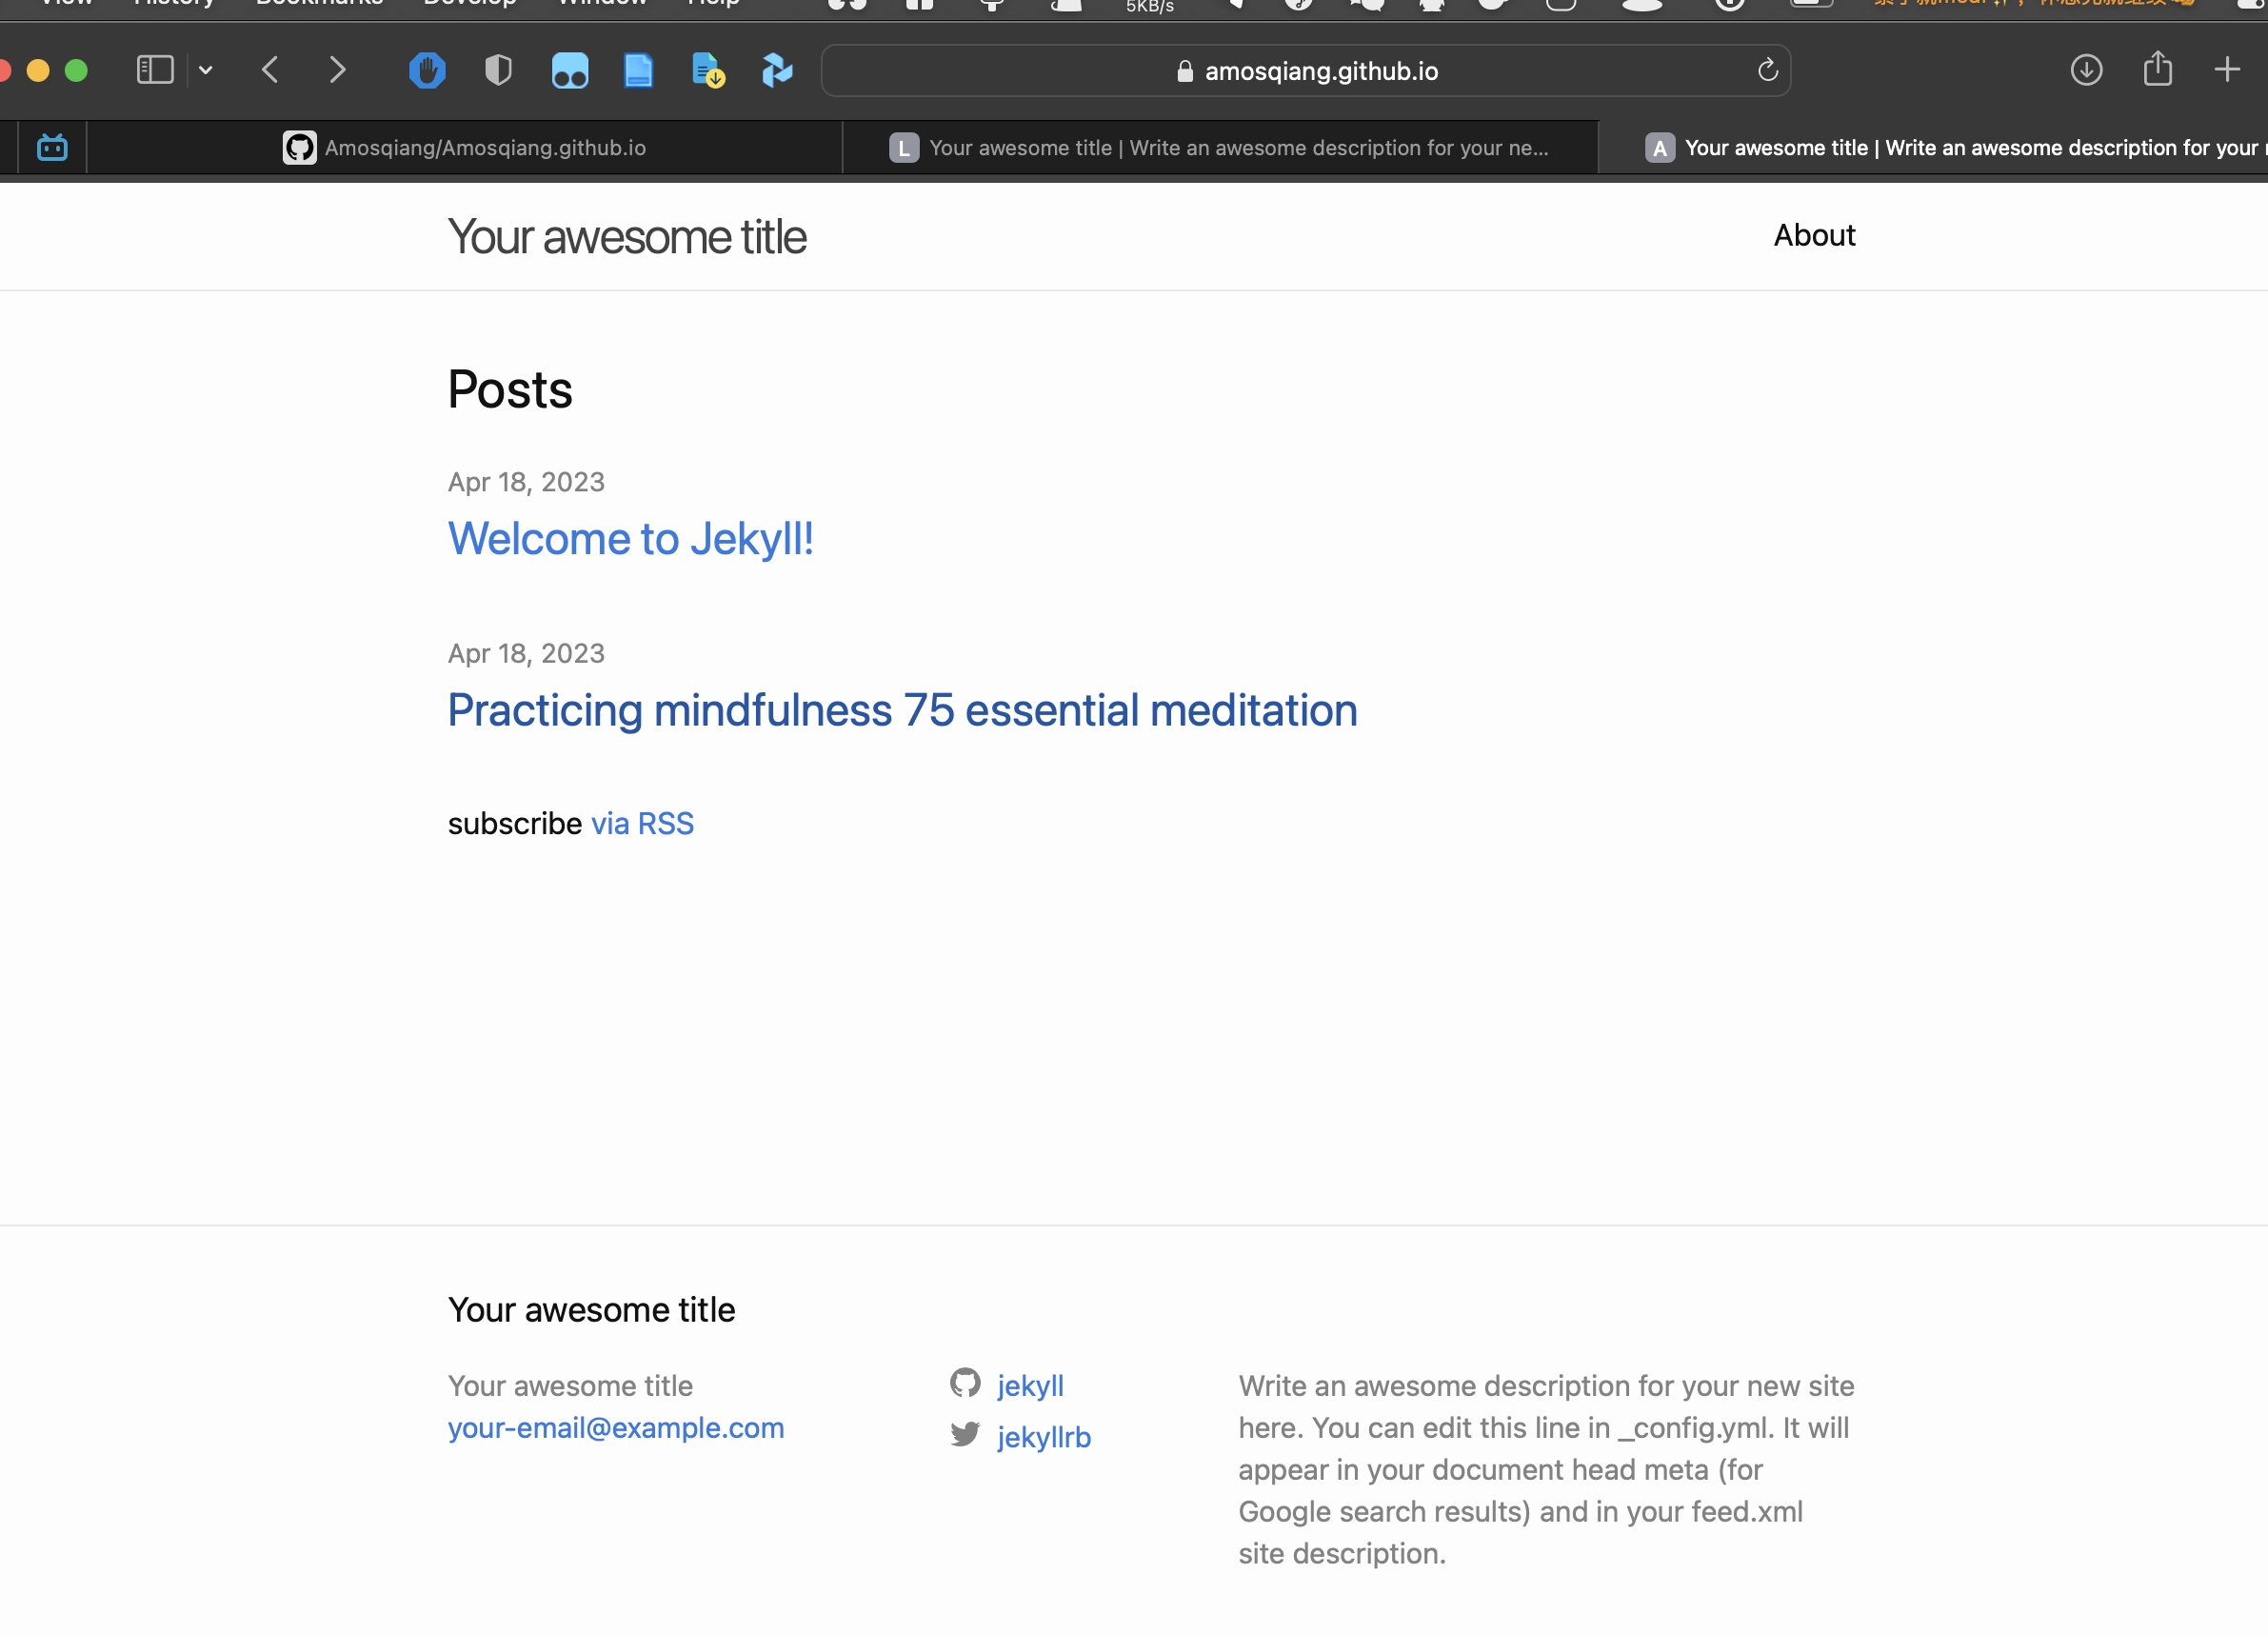 View History Bookmarks Develop Window Help 5KB/s
amosqiang.github.io
Amosqiang/Amosqiang.github.io
L Your awesome title | Write an awesome description for your ne...
A Your awesome title | Write an awesome description for your
Your awesome title
About
Posts
Apr 18, 2023
Welcome to Jekyll!
Apr 18, 2023
Practicing mindfulness 75 essential meditation
subscribe via RSS
Your awesome title
Your awesome title
your-email@example.com
jekyll
jekyllrb
Write an awesome description for your new site
here. You can edit this line in _config.yml. It will
appear in your document head meta (for
Google search results) and in your feed.xml
site description.